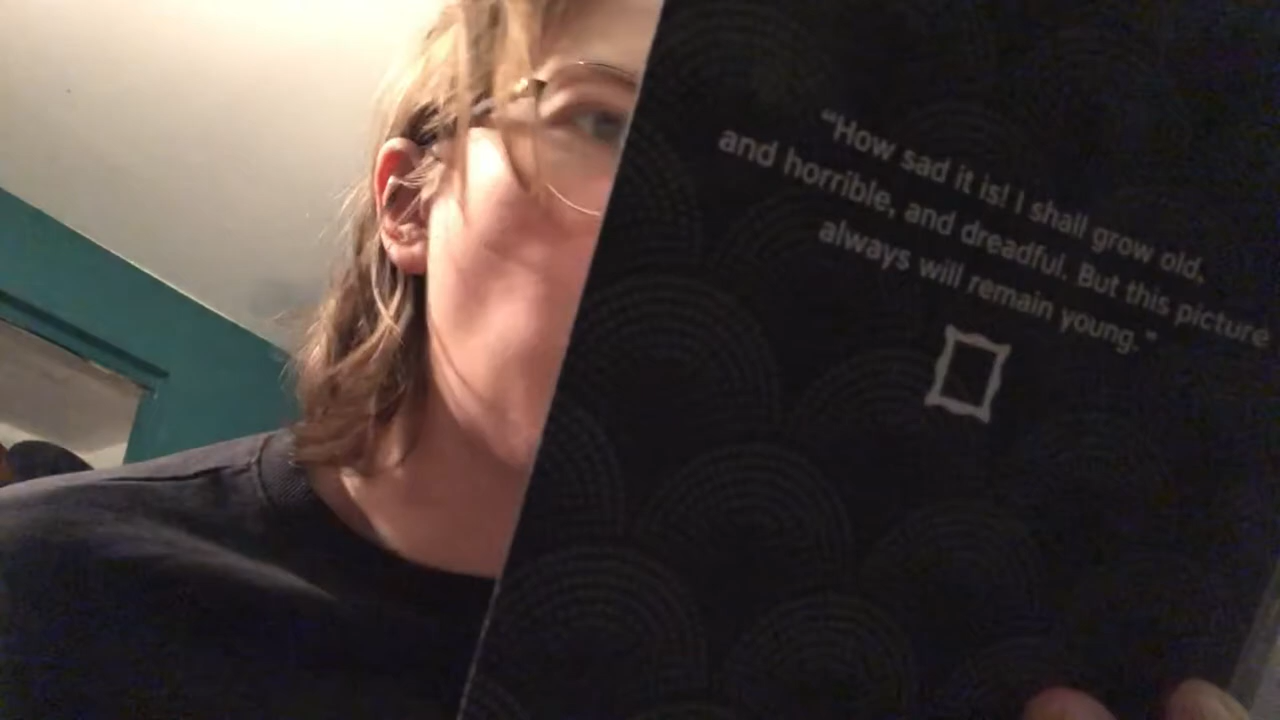 “How sad it is! I shall grow old,
and horrible, and dreadful. But this picture
always will remain young.”